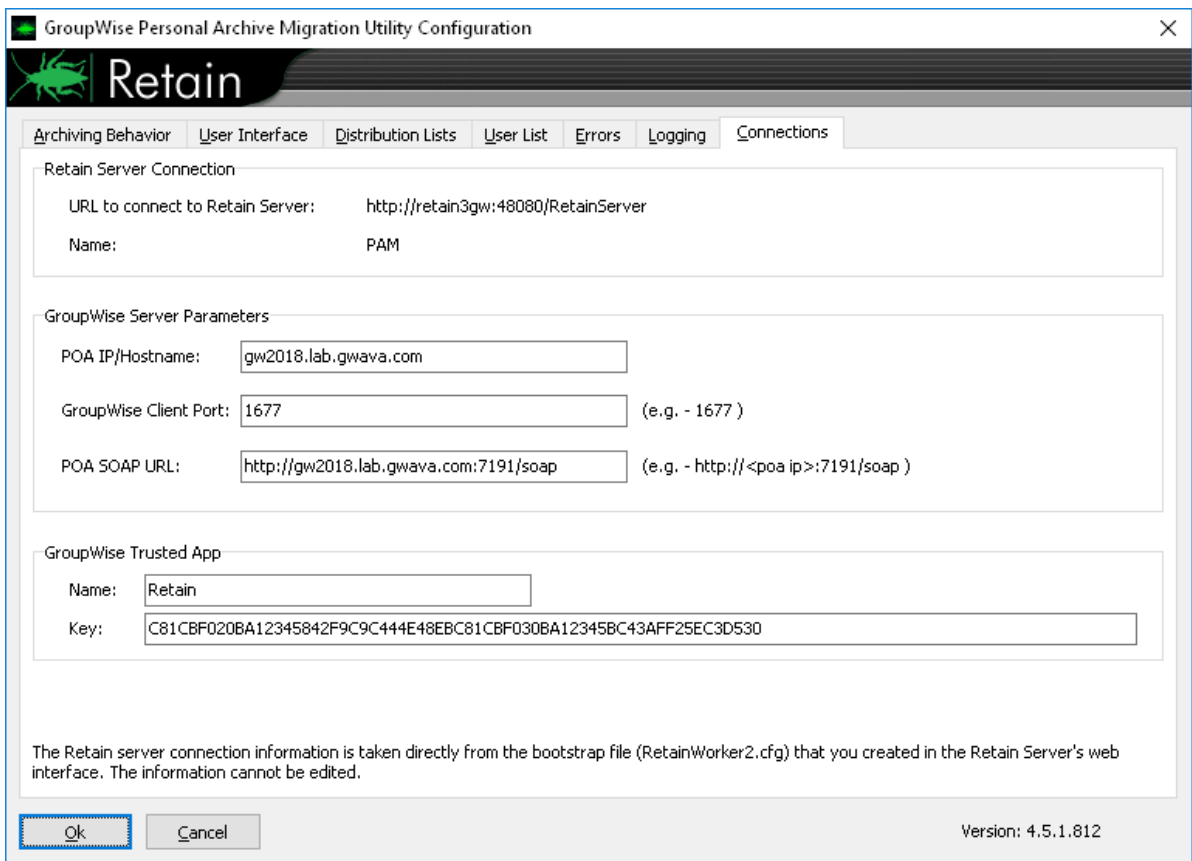 GroupWise Personal Archive Migration Utility Configuration
Retain
Archiving Behavior User Interface Distribution Lists User List Errors Logging Connections
Retain Server Connection
URL to connect to Retain Server: http://retain3gw:48080/RetainServer
Name: PAM
GroupWise Server Parameters
POA IP/Hostname: gw2018.lab.gwava.com
GroupWise Client Port: 1677 (e.g. - 1677 )
POA SOAP URL: http://gw2018.lab.gwava.com:7191/soap (e.g. - http://<poa ip>:7191/soap )
GroupWise Trusted App
Name: Retain
Key: C81CBF020BA12345842F9C9C444E48EBC81CBF030BA12345BC43AFF25EC3D530
The Retain server connection information is taken directly from the bootstrap file (RetainWorker2.cfg) that you created in the Retain Server's web
interface. The information cannot be edited.
Ok Cancel Version: 4.5.1.812